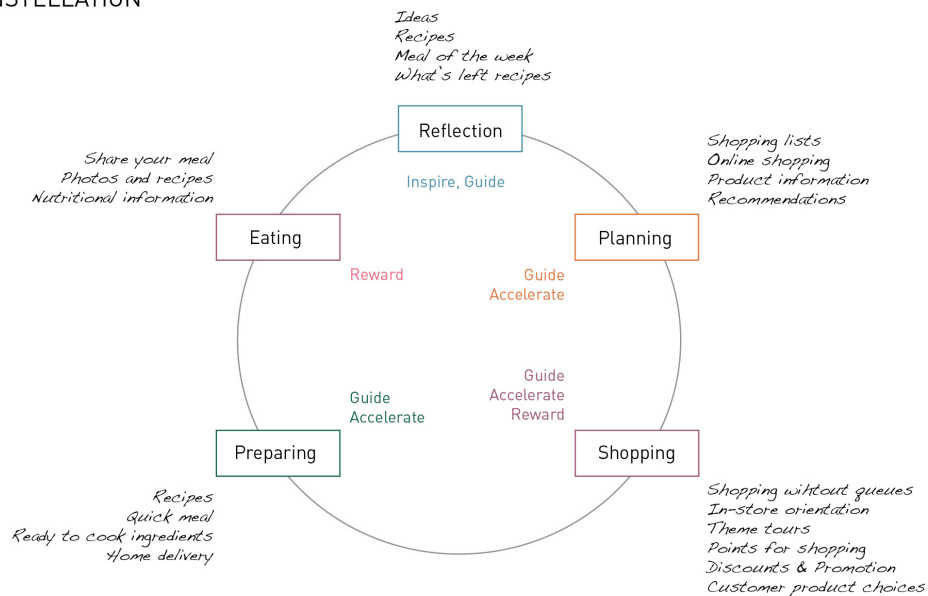 Ideas
Recipes
Meal of the week
What's left recipes
Reflection
Inspire, Guide
Shopping lists
Online shopping
Product information
Recommendations
Planning
Guide
Accelerate
Guide
Accelerate
Reward
Shopping
Shopping wihtout queues
In-store orientation
Theme tours
Points for shopping
Discounts & Promotion
Customer product choices
Guide
Accelerate
Preparing
Recipes
Quick meal
Ready to cook ingredients
Home delivery
Share your meal
Photos and recipes
Nutritional information
Eating
Reward